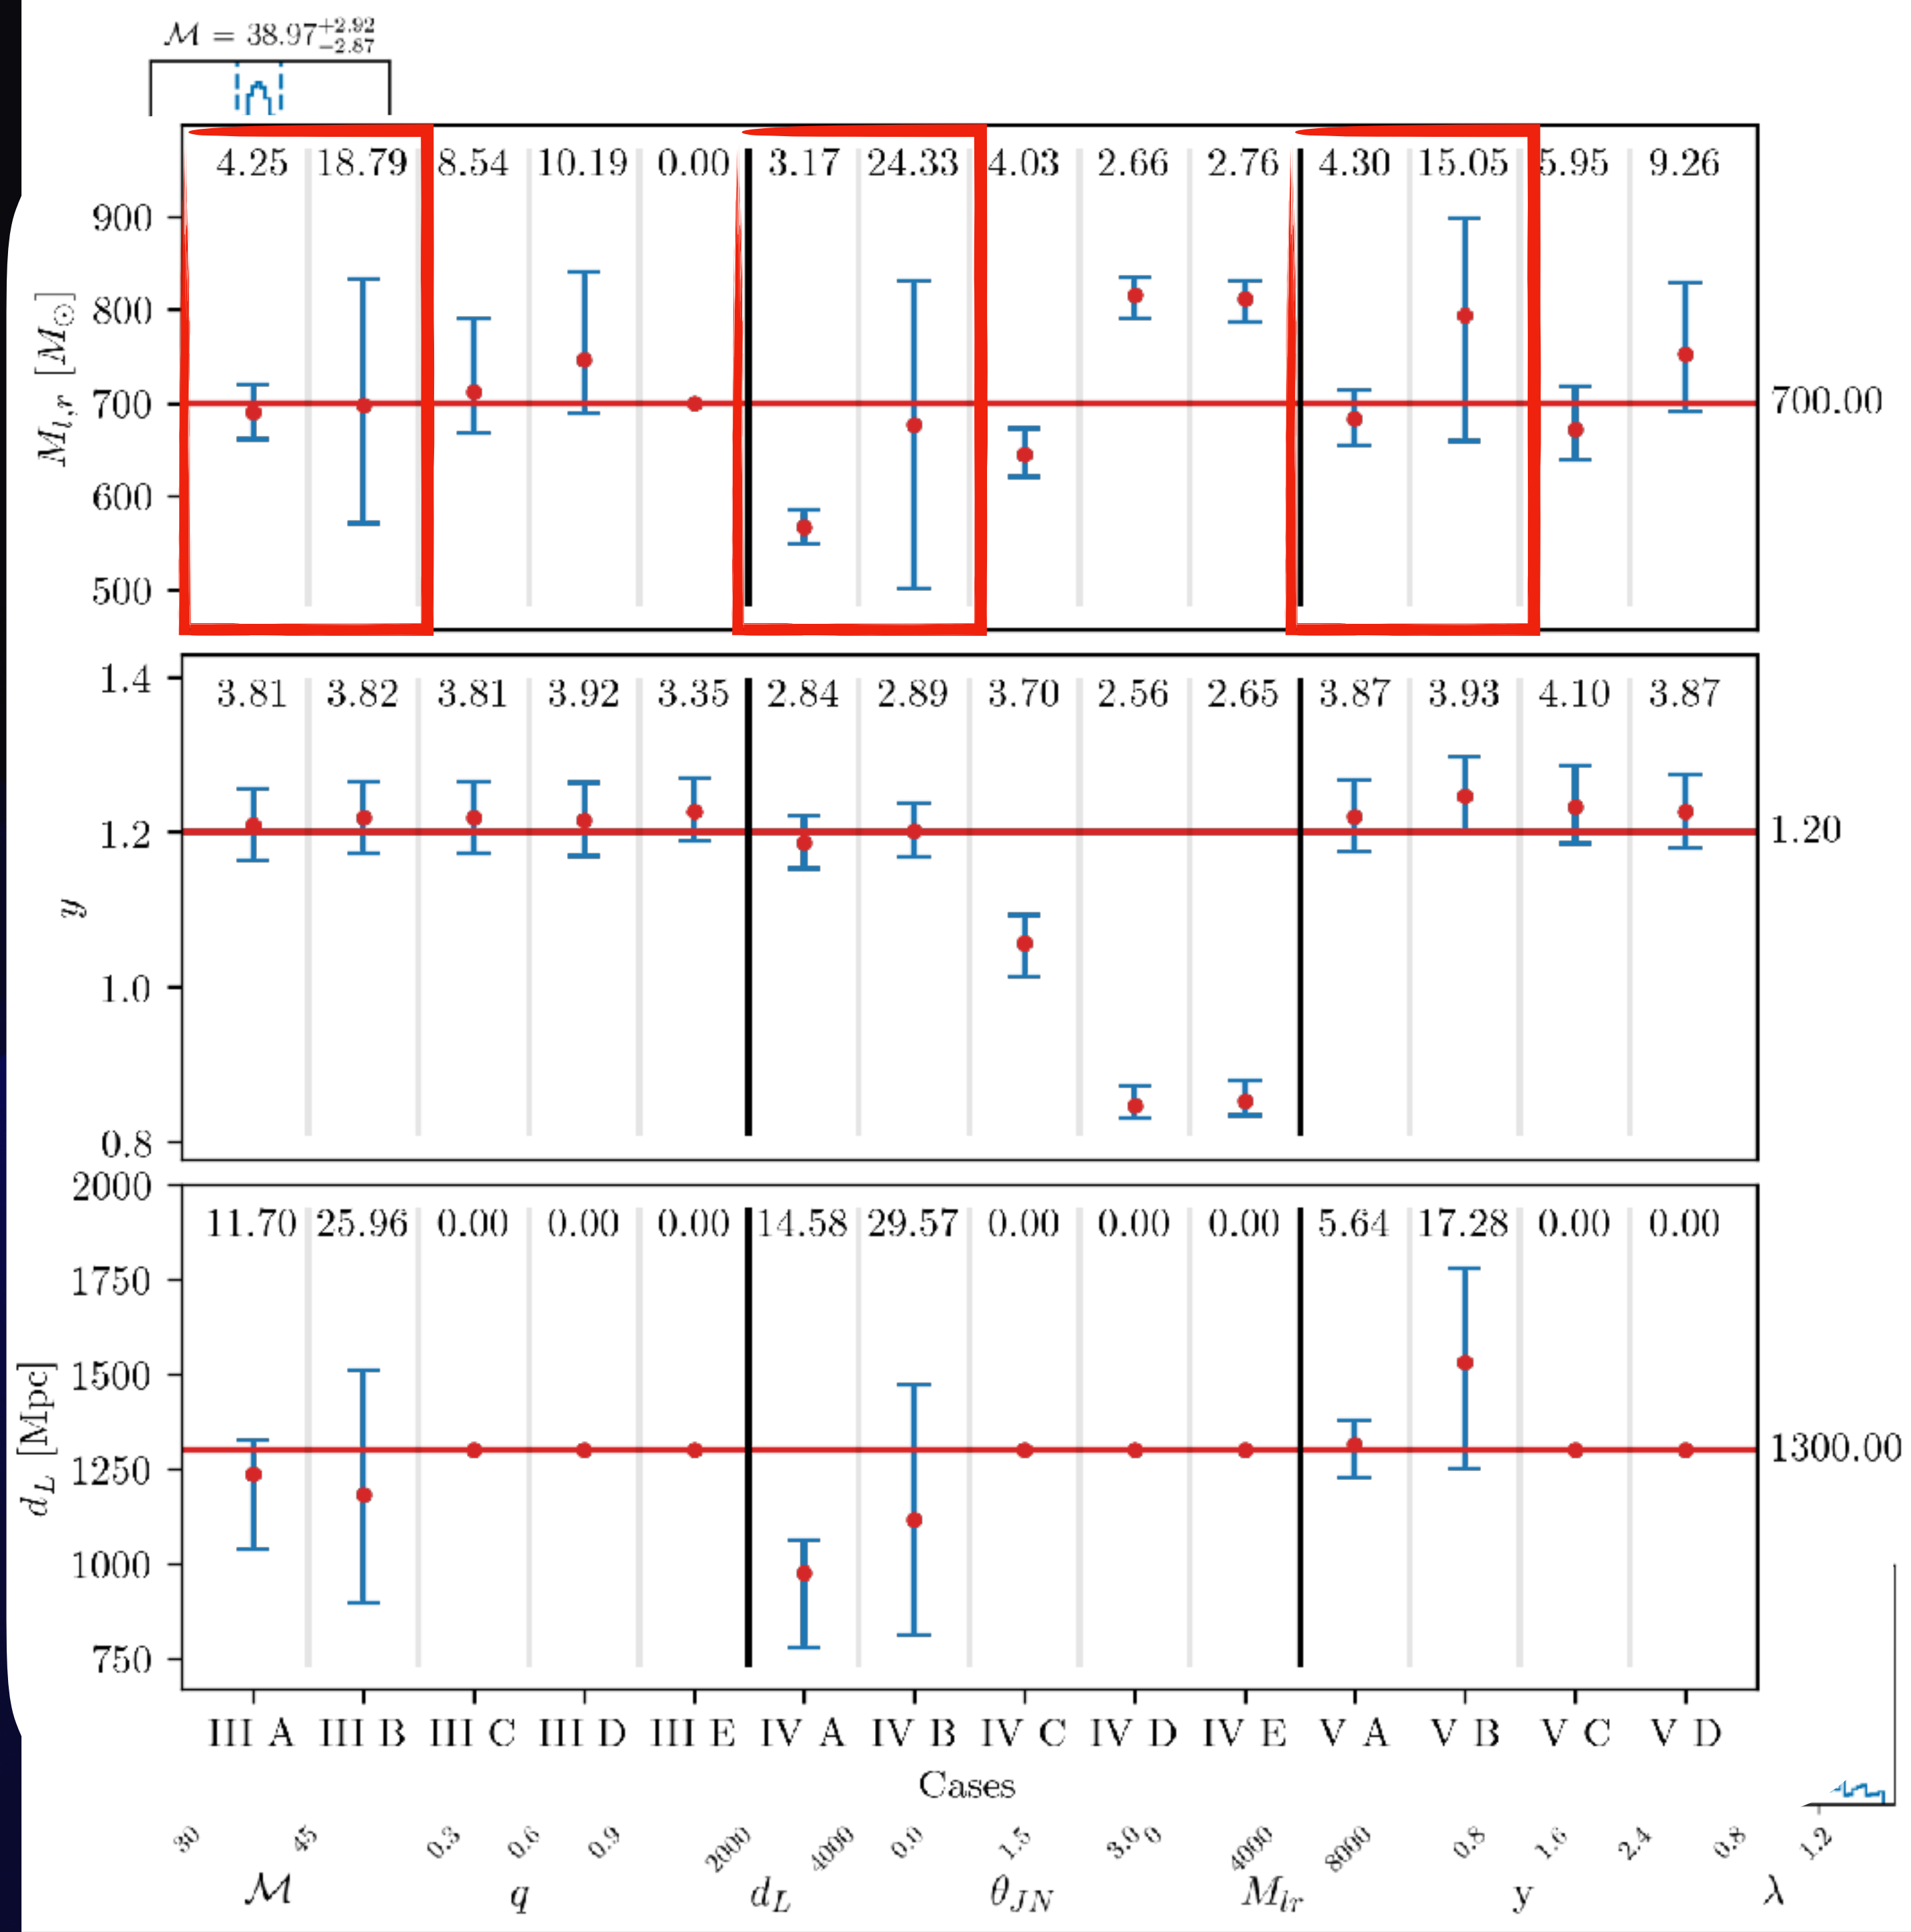 ℳ = 38.97+2.92−2.87
4.25 18.79 8.54 10.19 0.00 3.17 24.33 4.03 2.66 2.76 4.30 15.05 5.95 9.26
900
800
700
600
500
M_l,r [M⊙]
700.00
3.81 3.82 3.81 3.92 3.35 2.84 2.89 3.70 2.56 2.65 3.87 3.93 4.10 3.87
1.4
1.2
1.0
0.8
y
1.20
11.70 25.96 0.00 0.00 0.00 14.58 29.57 0.00 0.00 0.00 5.64 17.28 0.00 0.00
2000
1750
1500
1250
1000
750
d_L [Mpc]
1300.00
III A III B III C III D III E IV A IV B IV C IV D IV E V A V B V C V D
Cases
30 45 0.3 0.6 0.9 2000 4000 0.0 1.5 3.0 0 4000 8000 0.8 1.6 2.4 0.8 1.2
ℳ q d_L θ_JN M_lr y λ